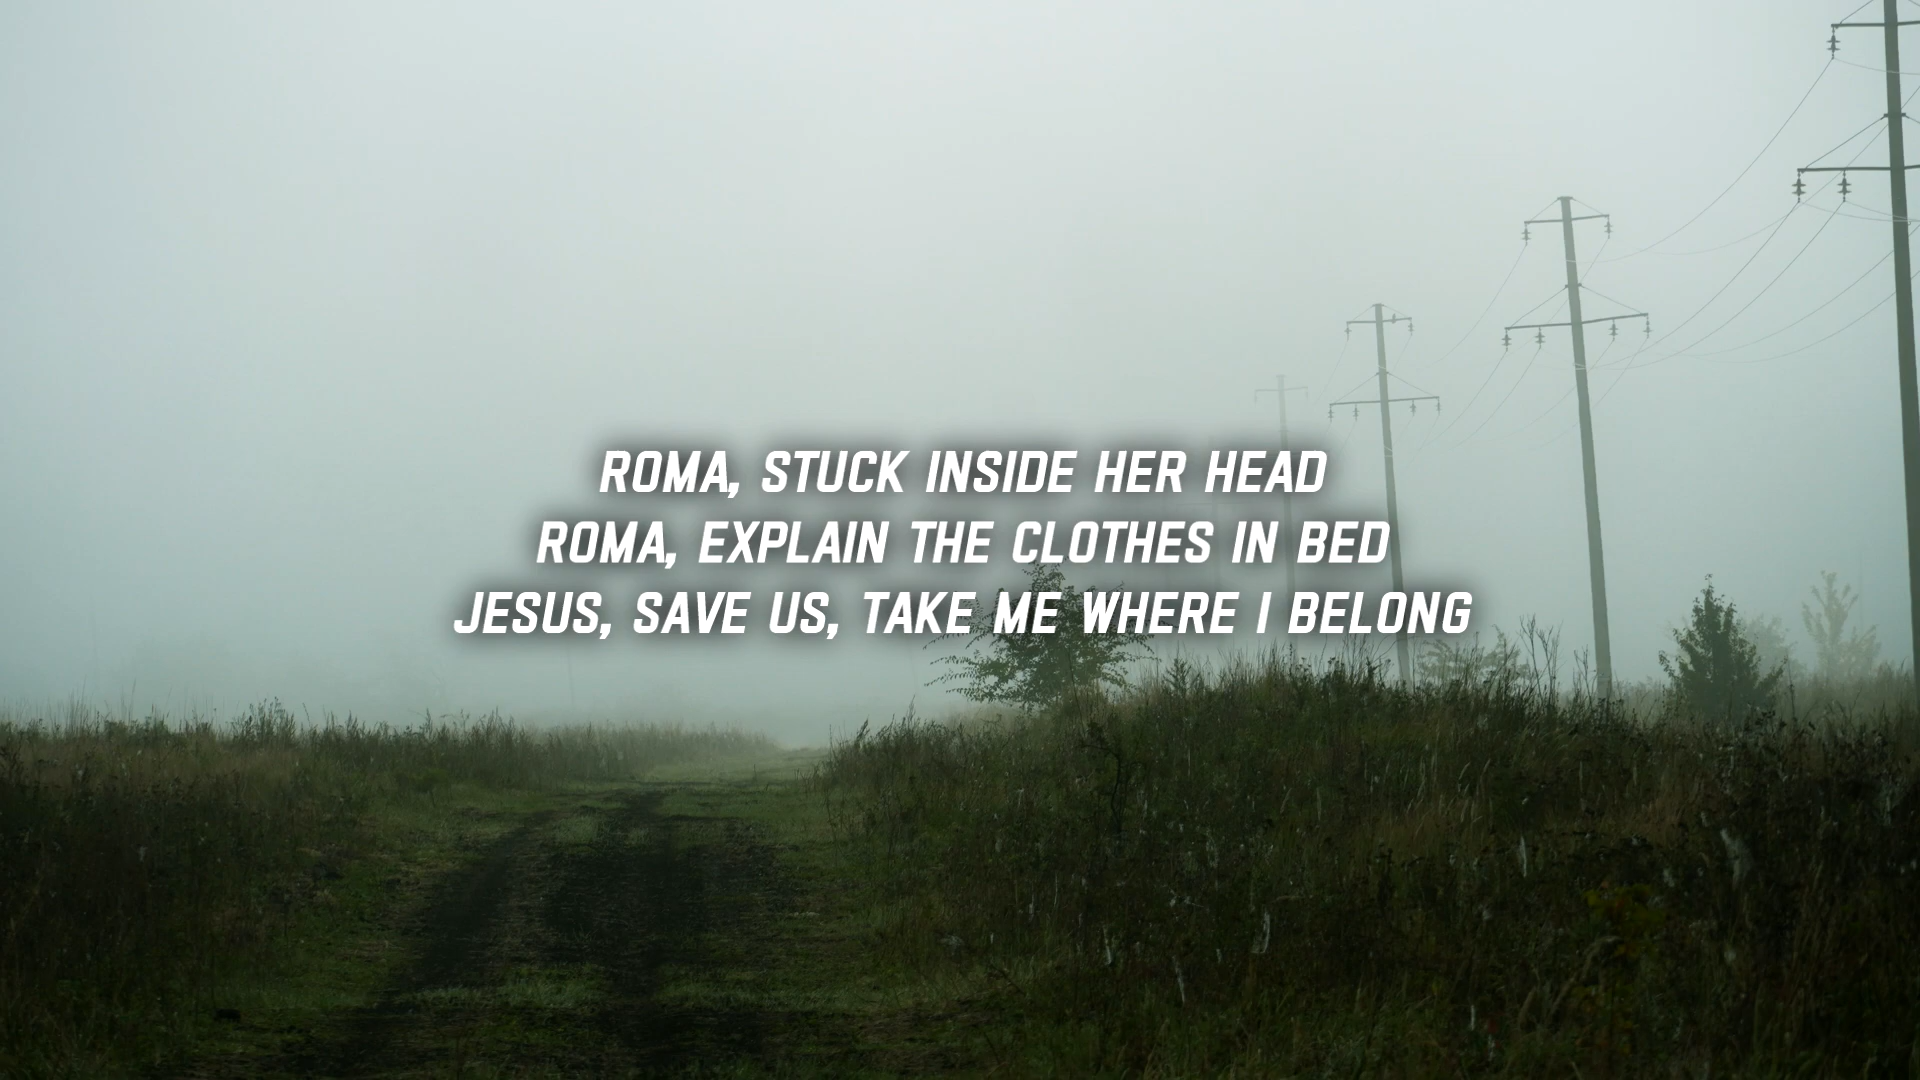 ROMA, STUCK INSIDE HER HEAD
ROMA, EXPLAIN THE CLOTHES IN BED
JESUS, SAVE US, TAKE ME WHERE I BELONG